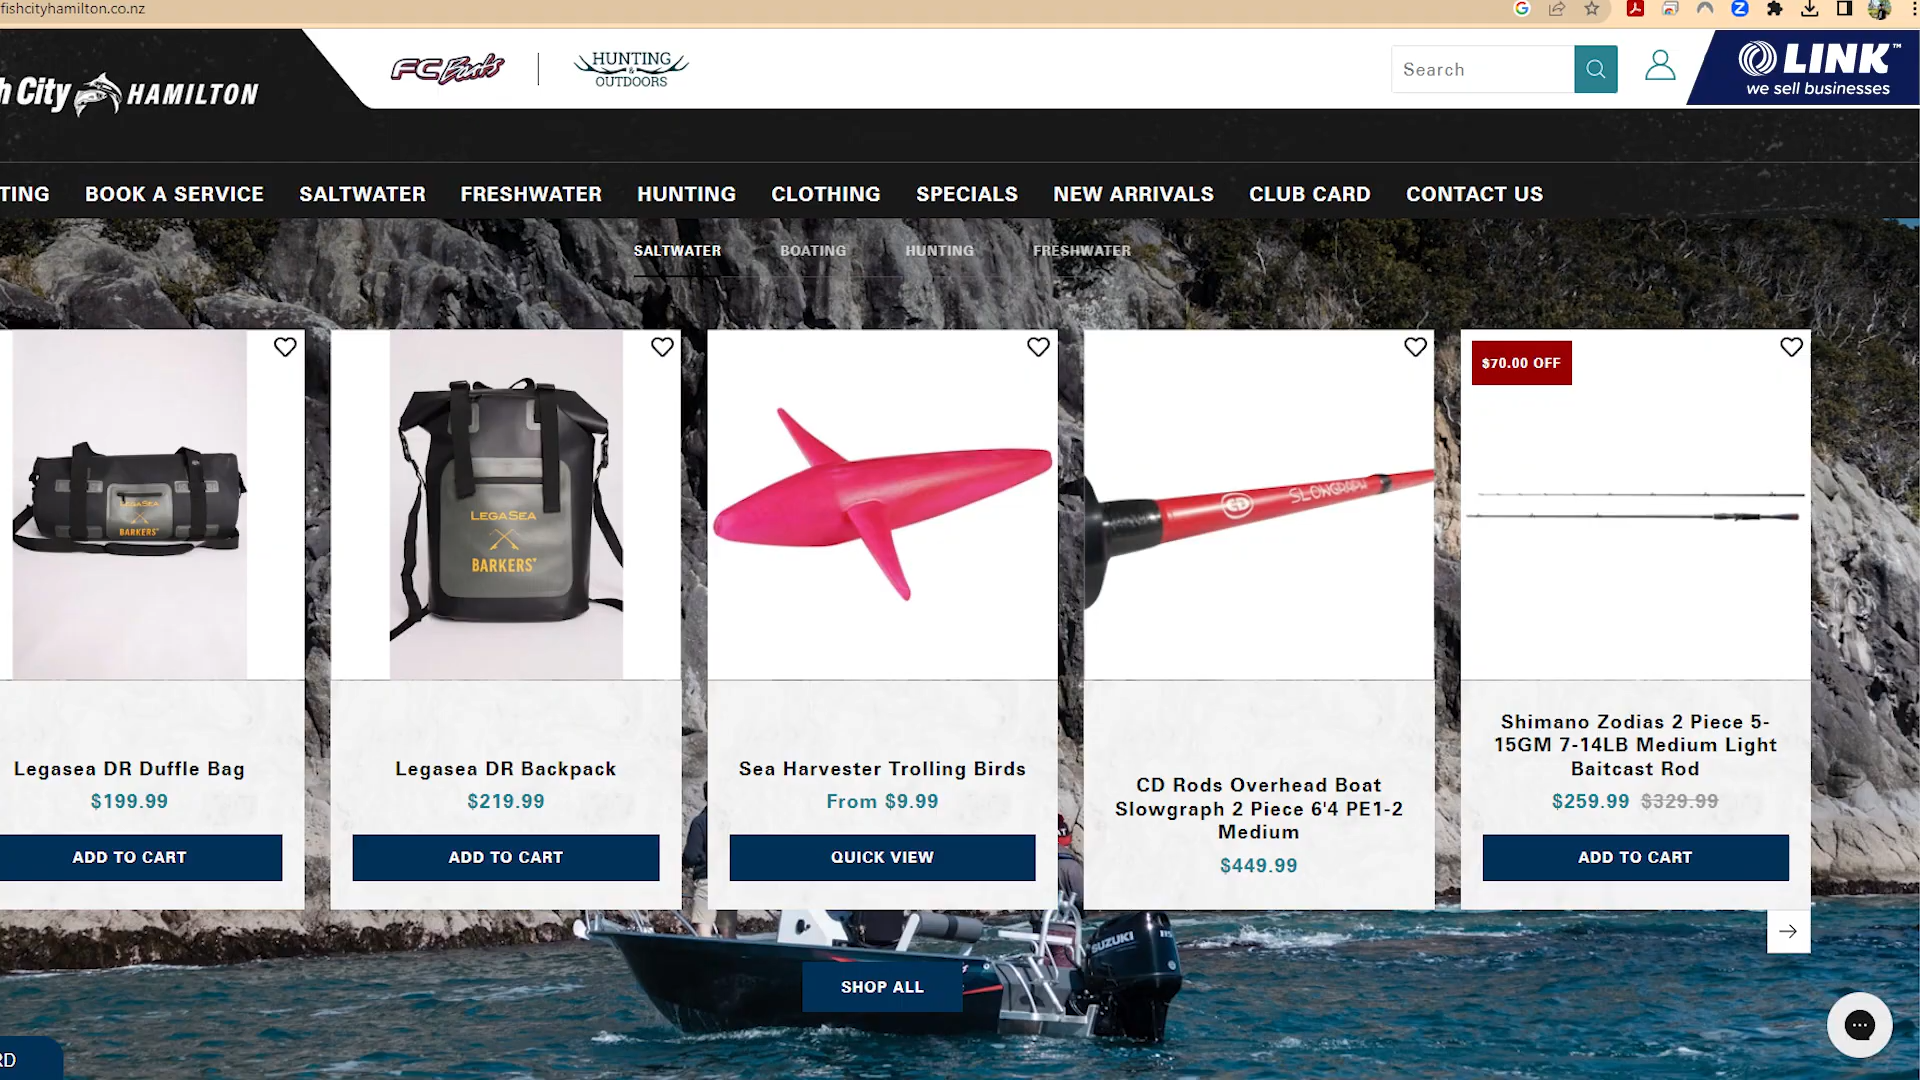 fishcityhamilton.co.nz
h City HAMILTON
FC Boats
HUNTING
&
OUTDOORS
Search
LINK™
we sell businesses
TING BOOK A SERVICE SALTWATER FRESHWATER HUNTING CLOTHING SPECIALS NEW ARRIVALS CLUB CARD CONTACT US
SALTWATER BOATING HUNTING FRESHWATER
$70.00 OFF
LEGASEA
BARKERS'
LEGASEA
BARKERS'
CD SLOWGRAPH
Legasea DR Duffle Bag
$199.99
ADD TO CART
Legasea DR Backpack
$219.99
ADD TO CART
Sea Harvester Trolling Birds
From $9.99
QUICK VIEW
CD Rods Overhead Boat
Slowgraph 2 Piece 6'4 PE1-2
Medium
$449.99
Shimano Zodias 2 Piece 5-
15GM 7-14LB Medium Light
Baitcast Rod
$259.99 $329.99
ADD TO CART
SUZUKI 115
SHOP ALL
RD